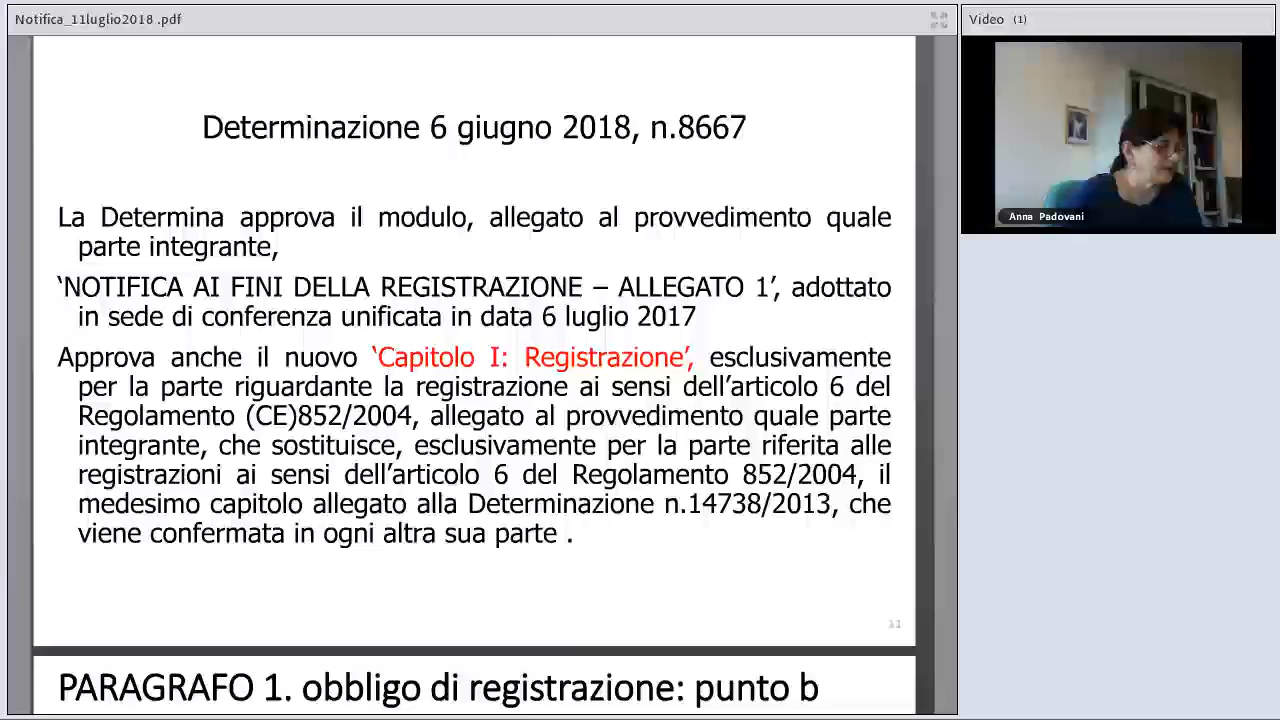 Notifica_11luglio2018 .pdf
Video (1)
Anna Padovani
Determinazione 6 giugno 2018, n.8667
La Determina approva il modulo, allegato al provvedimento quale
parte integrante,
‘NOTIFICA AI FINI DELLA REGISTRAZIONE – ALLEGATO 1’, adottato
in sede di conferenza unificata in data 6 luglio 2017
Approva anche il nuovo ‘Capitolo I: Registrazione’, esclusivamente
per la parte riguardante la registrazione ai sensi dell’articolo 6 del
Regolamento (CE)852/2004, allegato al provvedimento quale parte
integrante, che sostituisce, esclusivamente per la parte riferita alle
registrazioni ai sensi dell’articolo 6 del Regolamento 852/2004, il
medesimo capitolo allegato alla Determinazione n.14738/2013, che
viene confermata in ogni altra sua parte .
11
PARAGRAFO 1. obbligo di registrazione: punto b